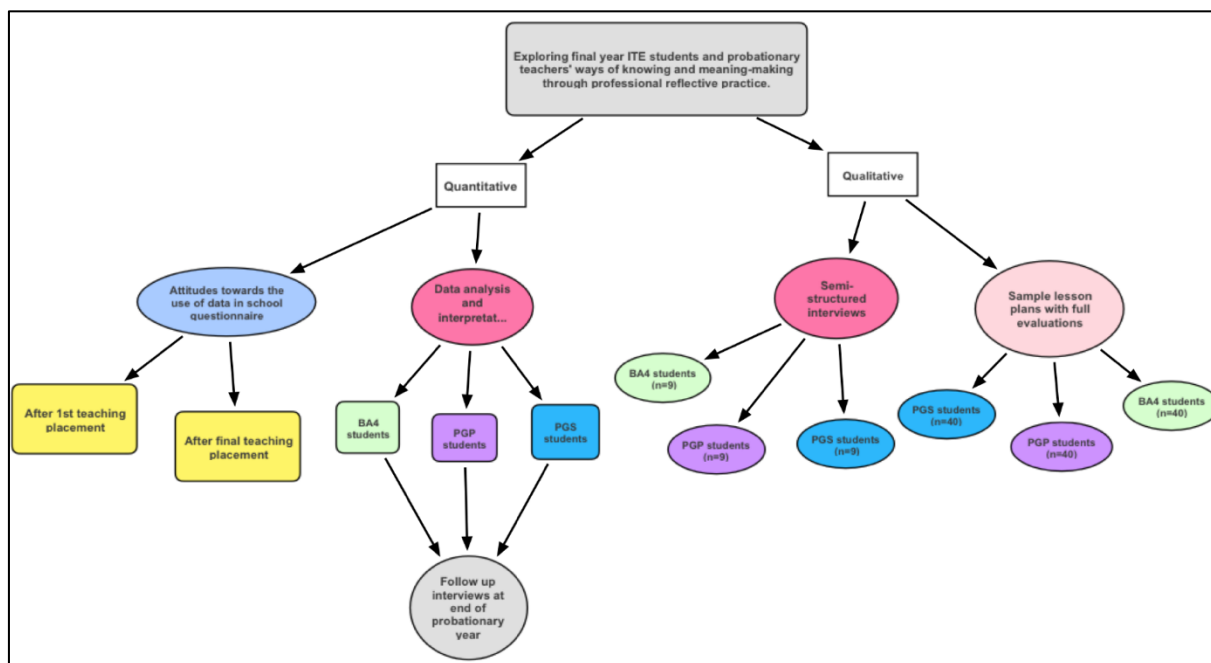 Exploring final year ITE students and probationary
teachers' ways of knowing and meaning-making
through professional reflective practice.
Quantitative
Qualitative
Attitudes towards the
use of data in school
questionnaire
Data analysis
and
interpretat...
Semi-
structured
interviews
Sample lesson
plans with full
evaluations
After 1st teaching
placement
After final teaching
placement
BA4
students
PGP
students
PGS
students
BA4 students
(n=9)
PGP students
(n=9)
PGS students
(n=9)
PGS students
(n=40)
PGP students
(n=40)
BA4 students
(n=40)
Follow up
interviews at
end of
probationary
year